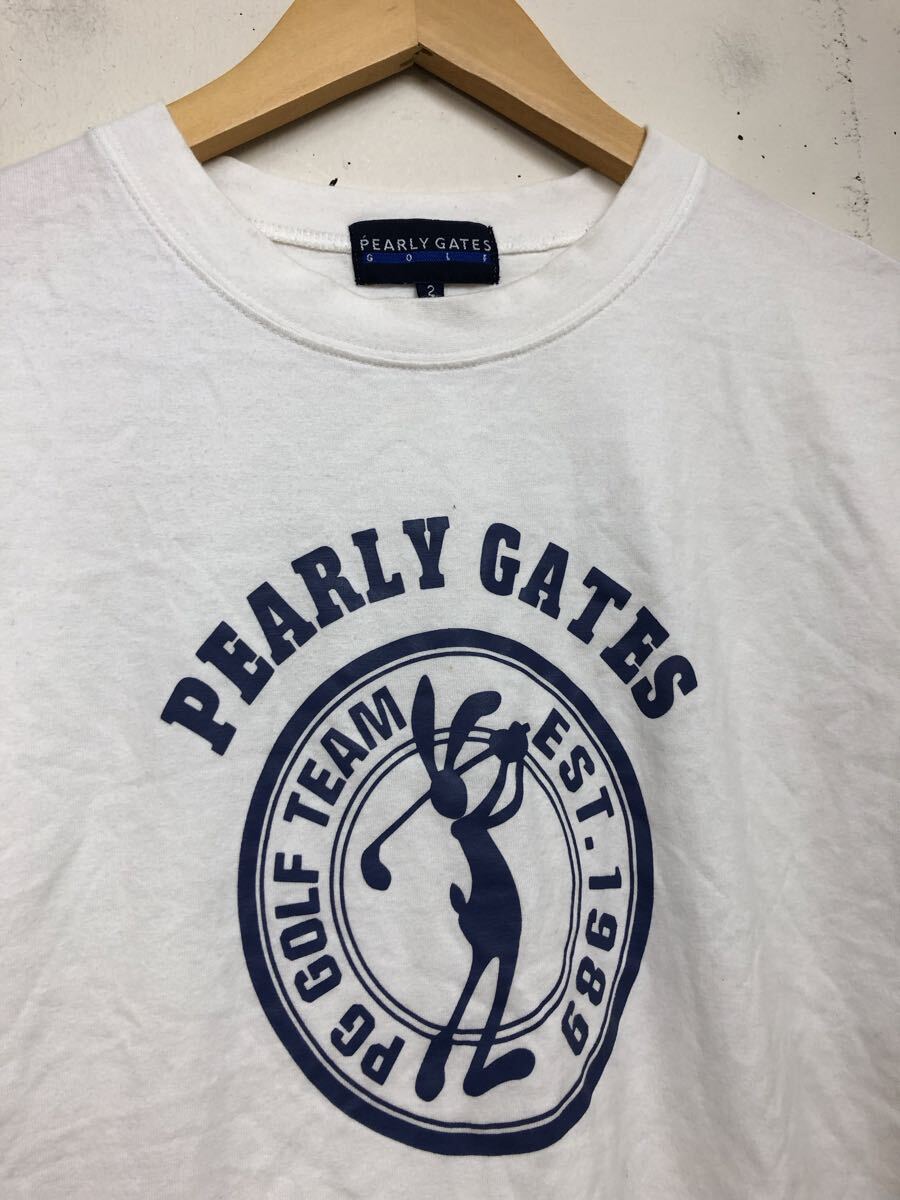 PEARLY GATES
GOLF
2
PEARLY GATES
PG GOLF TEAM
EST. 1989